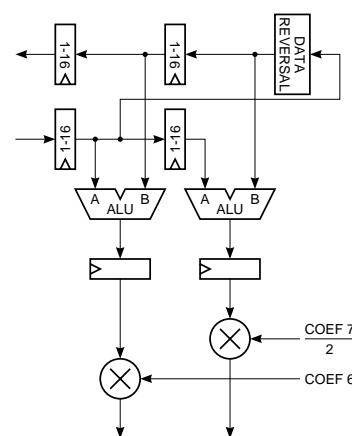 1-16
1-16
DATA
REVERSAL
1-16
1-16
A
B
A
B
ALU
ALU
COEF 7
2
COEF 6